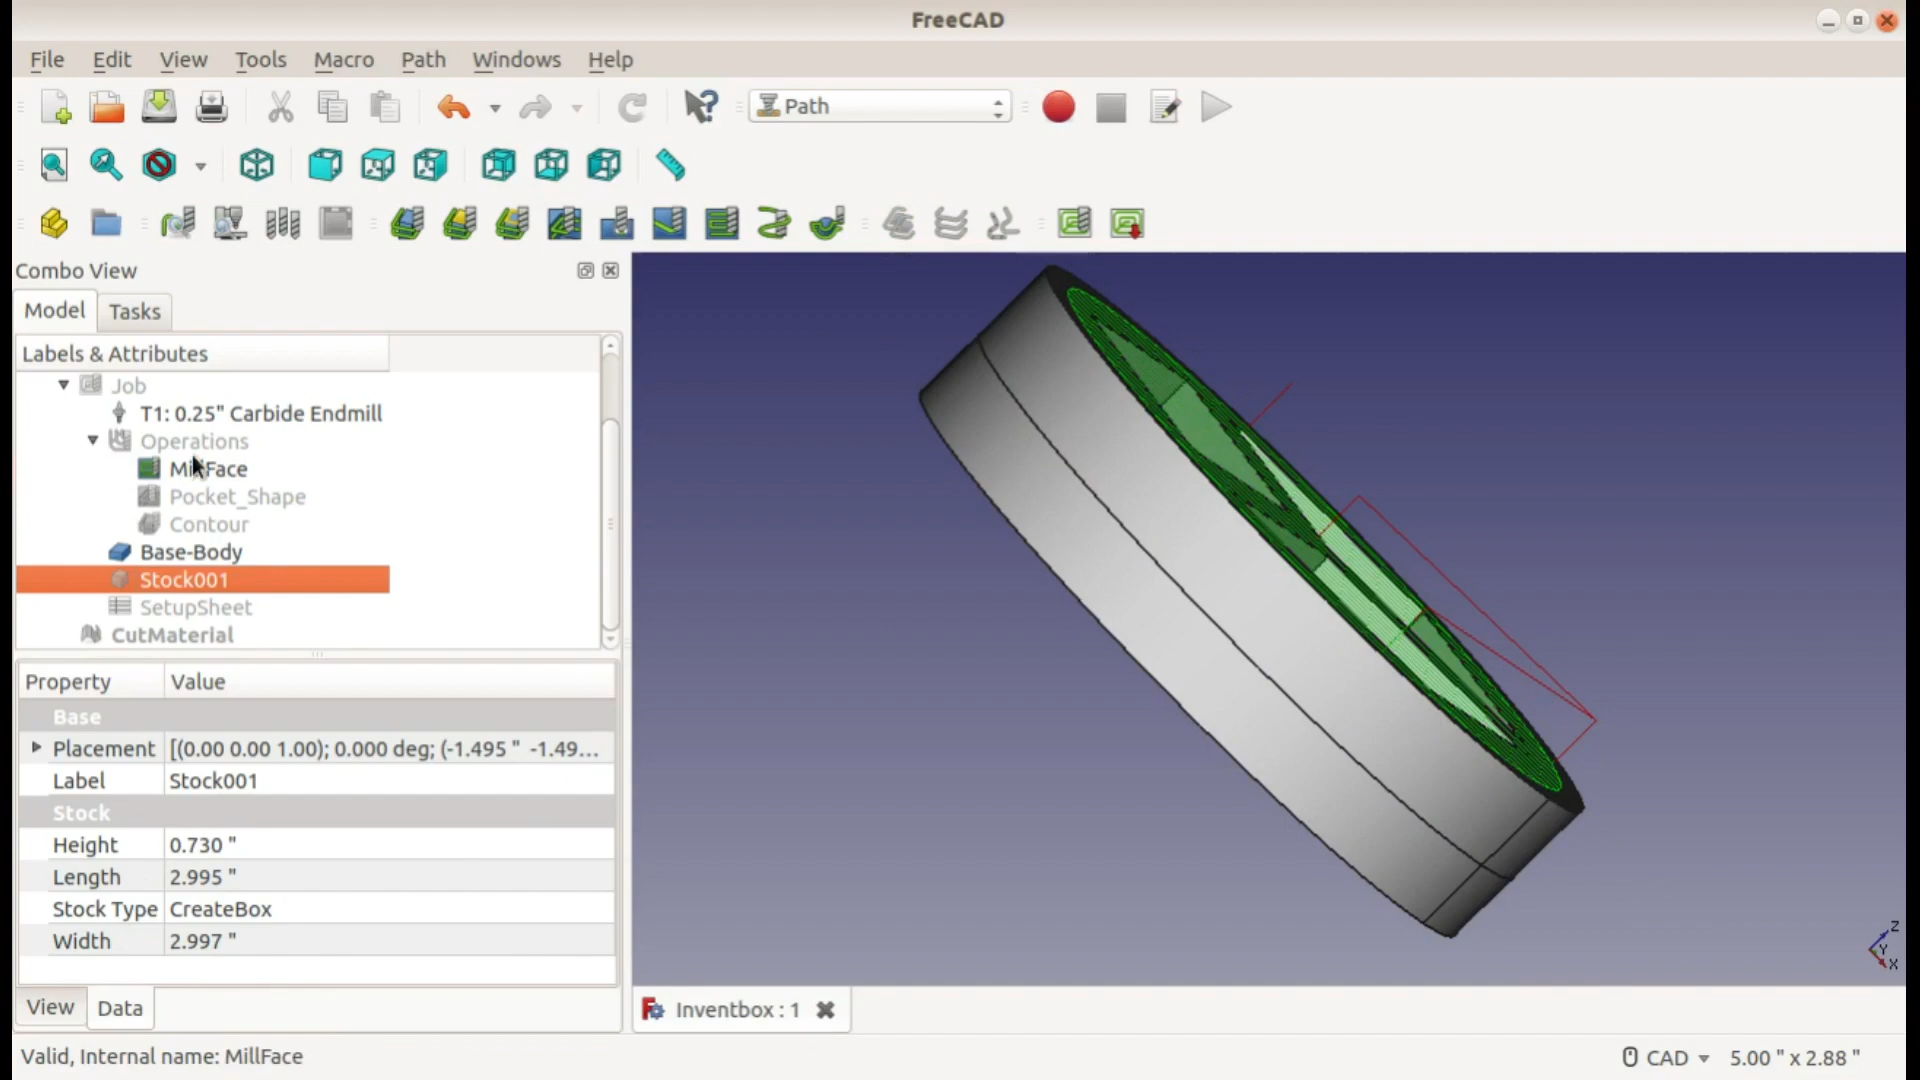 FreeCAD
File Edit View Tools Macro Path Windows Help
Path
Combo View
Model Tasks
Labels & Attributes
Job
T1: 0.25" Carbide Endmill
Operations
MillFace
Pocket_Shape
Contour
Base-Body
Stock001
SetupSheet
CutMaterial
Property Value
Base
Placement [(0.00 0.00 1.00); 0.000 deg; (-1.495 " -1.49...
Label Stock001
Stock
Height 0.730 "
Length 2.995 "
Stock Type CreateBox
Width 2.997 "
View Data
Inventbox : 1
Z
Y
X
Valid, Internal name: MillFace
CAD 5.00 " x 2.88 "